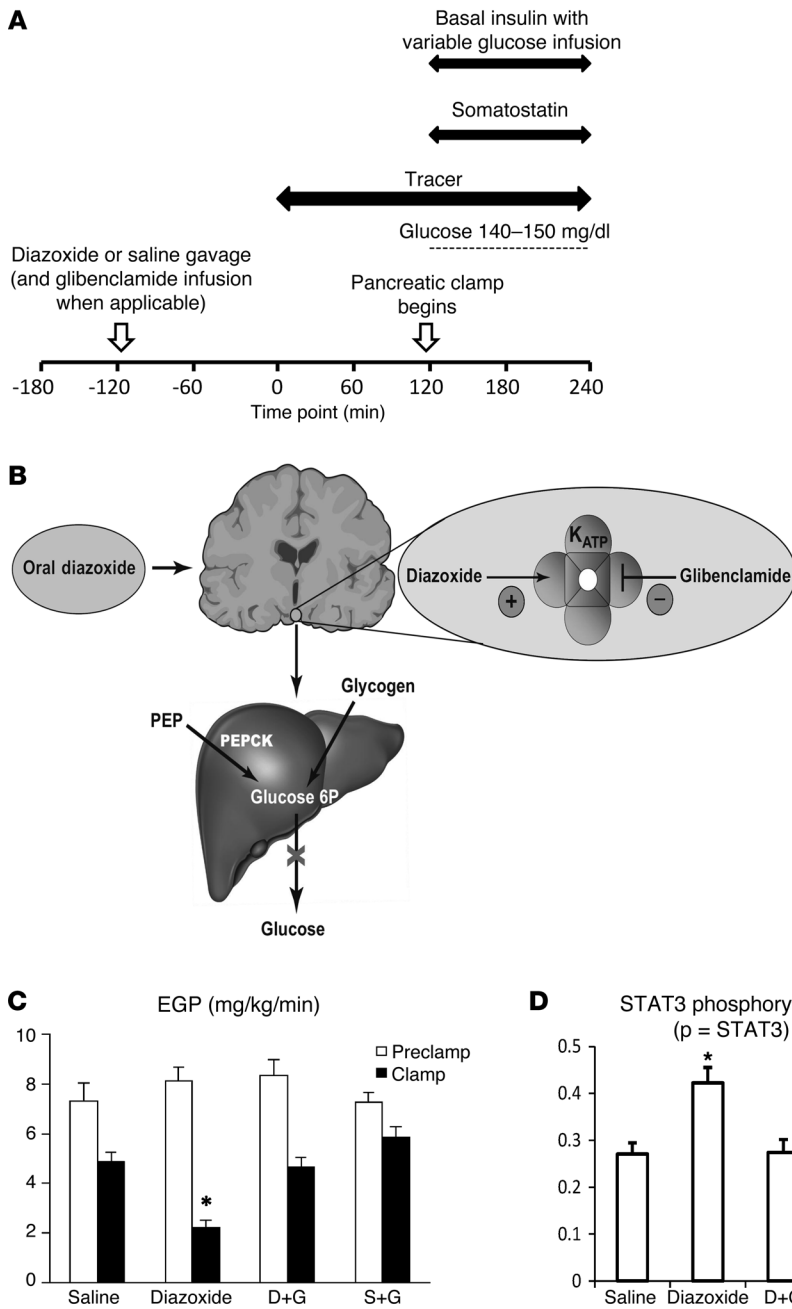 A
Basal insulin with
variable glucose infusion
Somatostatin
Tracer
Glucose 140–150 mg/dl
Diazoxide or saline gavage
(and glibenclamide infusion
when applicable)
Pancreatic clamp
begins
-180 -120 -60 0 60 120 180 240
Time point (min)
B
Oral diazoxide
KATP
Diazoxide
Glibenclamide
+
−
Glycogen
PEP
PEPCK
Glucose 6P
Glucose
C
EGP (mg/kg/min)
Preclamp
Clamp
10
8
6
4
2
0
*
Saline Diazoxide D+G S+G
D
STAT3 phosphory
(p = STAT3)
0.5
0.4
0.3
0.2
0.1
0
*
Saline Diazoxide D+G